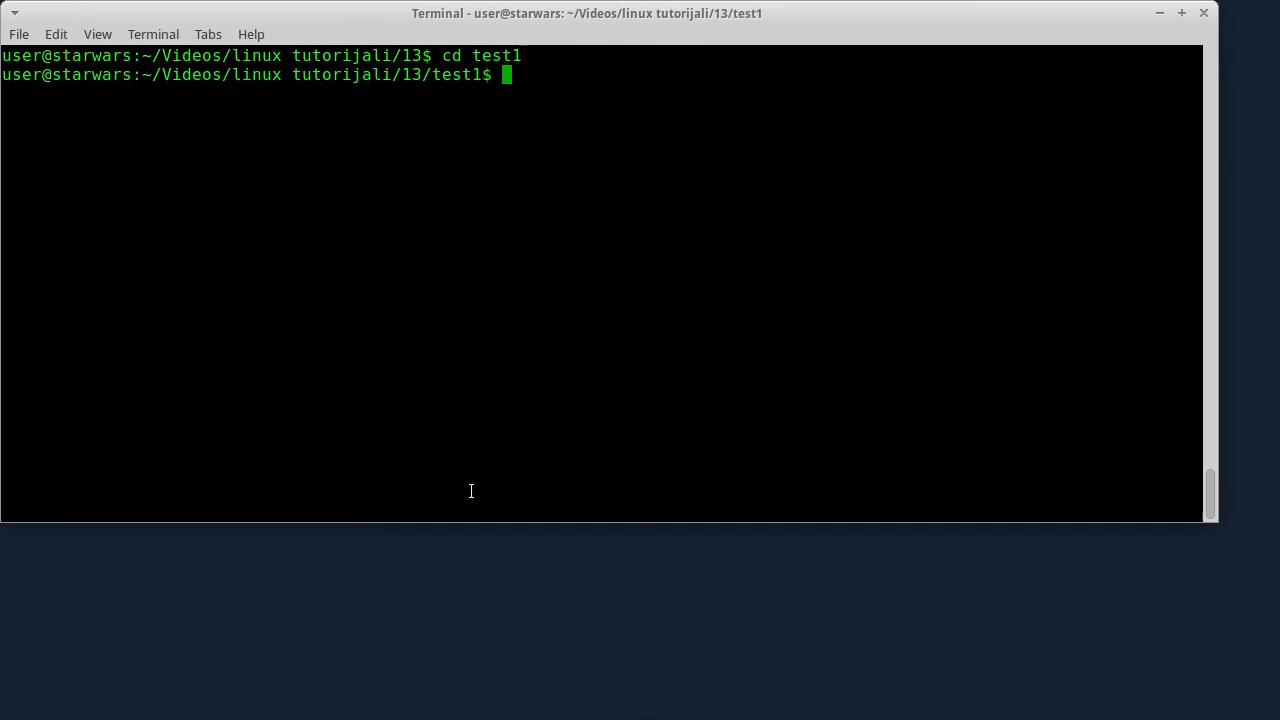 Terminal - user@starwars: ~/Videos/linux tutorijali/13/test1
File Edit View Terminal Tabs Help
user@starwars:~/Videos/linux tutorijali/13$ cd test1
user@starwars:~/Videos/linux tutorijali/13/test1$